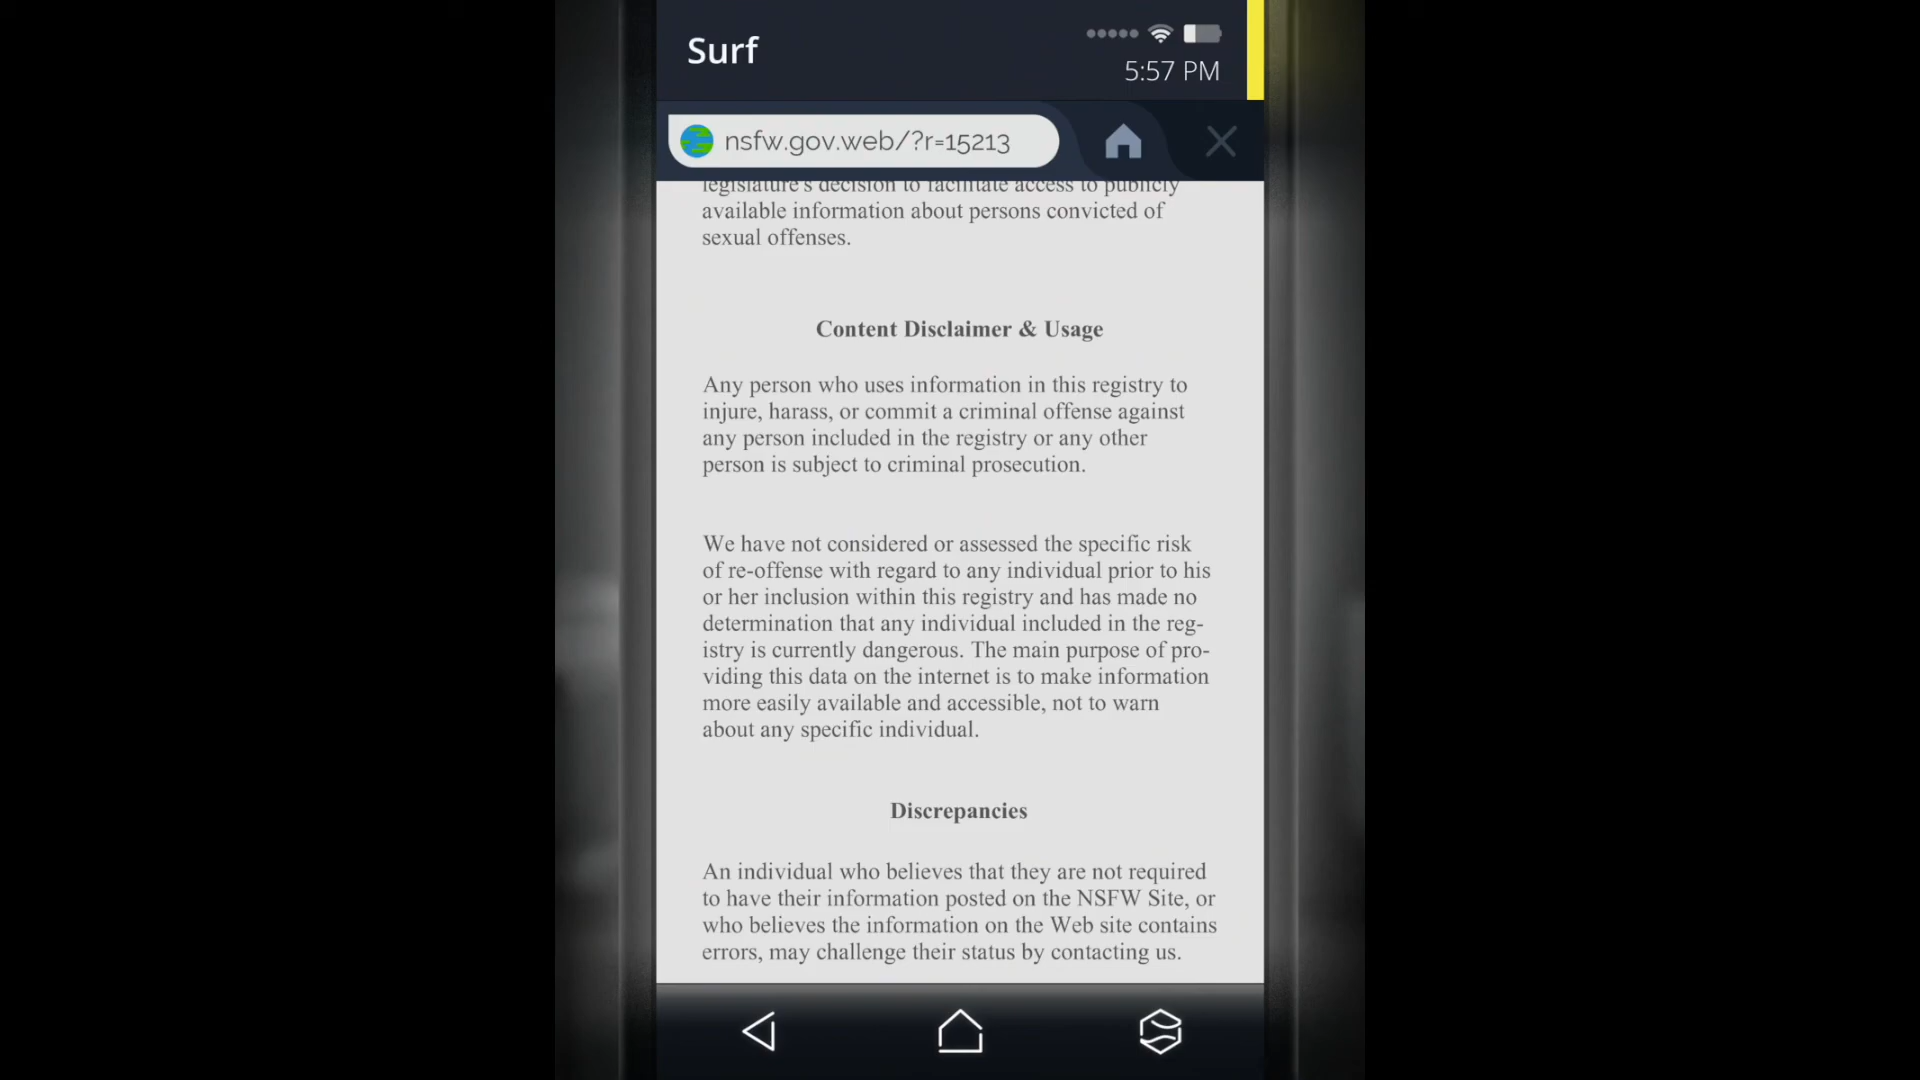 Surf
5:57 PM
nsfw.gov.web/?r=15213
legislature's decision to facilitate access to publicly
available information about persons convicted of
sexual offenses.
Content Disclaimer & Usage
Any person who uses information in this registry to
injure, harass, or commit a criminal offense against
any person included in the registry or any other
person is subject to criminal prosecution.
We have not considered or assessed the specific risk
of re-offense with regard to any individual prior to his
or her inclusion within this registry and has made no
determination that any individual included in the reg-
istry is currently dangerous. The main purpose of pro-
viding this data on the internet is to make information
more easily available and accessible, not to warn
about any specific individual.
Discrepancies
An individual who believes that they are not required
to have their information posted on the NSFW Site, or
who believes the information on the Web site contains
errors, may challenge their status by contacting us.